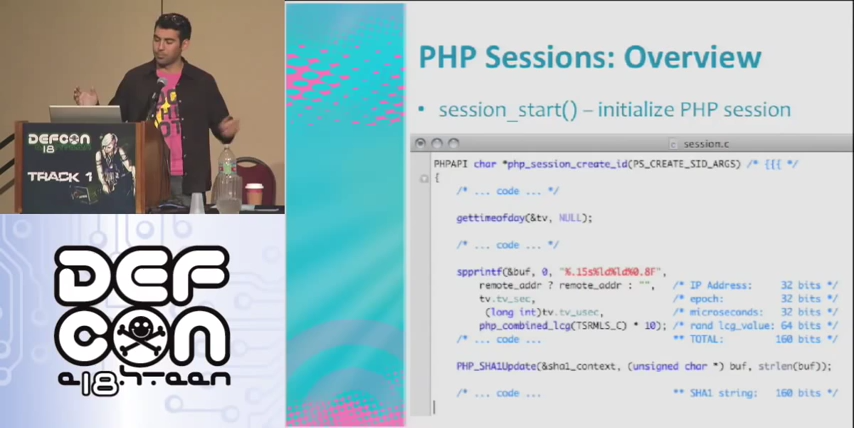 DEFCON
18
TRACK 1
DEF
CON
e18hteen
PHP Sessions: Overview
• session_start() – initialize PHP session
session.c
PHPAPI char *php_session_create_id(PS_CREATE_SID_ARGS) /* {{{ */
{
/* ... code ... */
gettimeofday(&tv, NULL);
/* ... code ... */
spprintf(&buf, 0, "%.15s%ld%ld%0.8F",
remote_addr ? remote_addr : "", /* IP Address: 32 bits */
tv.tv_sec, /* epoch: 32 bits */
(long int)tv.tv_usec, /* microseconds: 32 bits */
php_combined_lcg(TSRMLS_C) * 10); /* rand lcg_value: 64 bits */
/* ... code ... ** TOTAL: 160 bits */
PHP_SHA1Update(&sha1_context, (unsigned char *) buf, strlen(buf));
/* ... code ... ** SHA1 string: 160 bits */